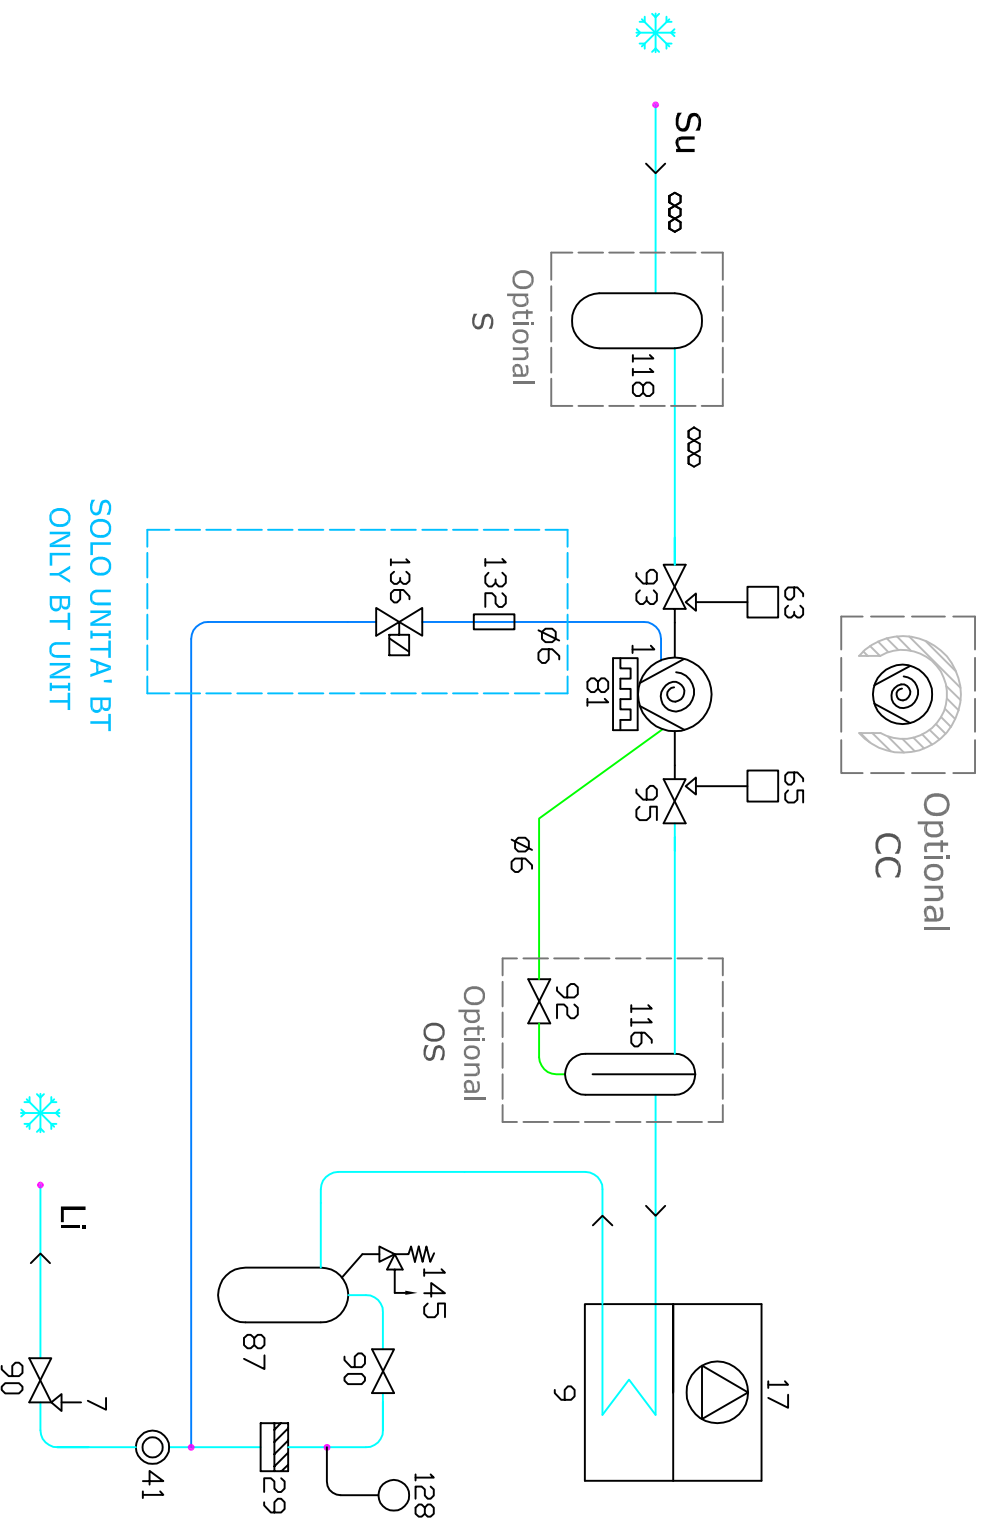 Su
Optional
S
118
93
63
1
81
132
136
Ø6
SOLO UNITA' BT
ONLY BT UNIT
Optional
CC
65
95
Ø6
92
116
Optional
OS
17
9
145
87
90
128
29
41
7
90
Li